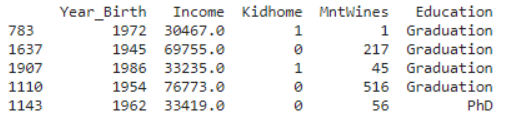 Year_Birth Income Kidhome MntWines Education
783 1972 30467.0 1 1 Graduation
1637 1945 69755.0 0 217 Graduation
1907 1986 33235.0 1 45 Graduation
1110 1954 76773.0 0 516 Graduation
1143 1962 33419.0 0 56 PhD